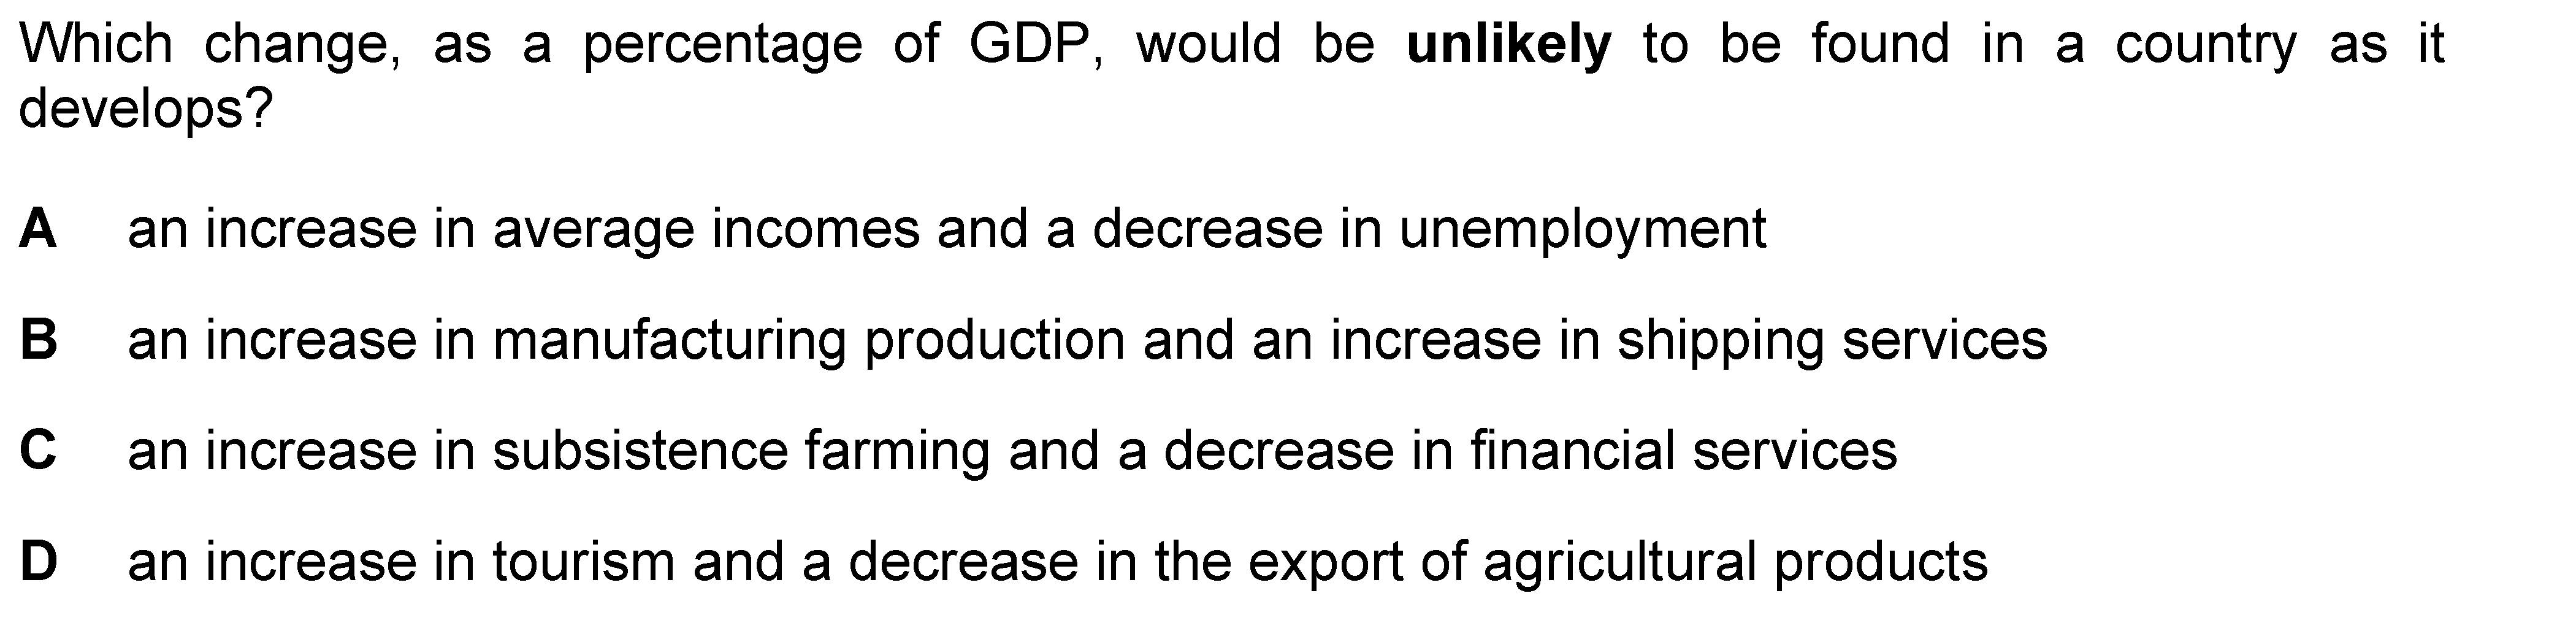 Which change, as a percentage of GDP, would be unlikely to be found in a country as it
develops?
A an increase in average incomes and a decrease in unemployment
B an increase in manufacturing production and an increase in shipping services
C an increase in subsistence farming and a decrease in financial services
D an increase in tourism and a decrease in the export of agricultural products